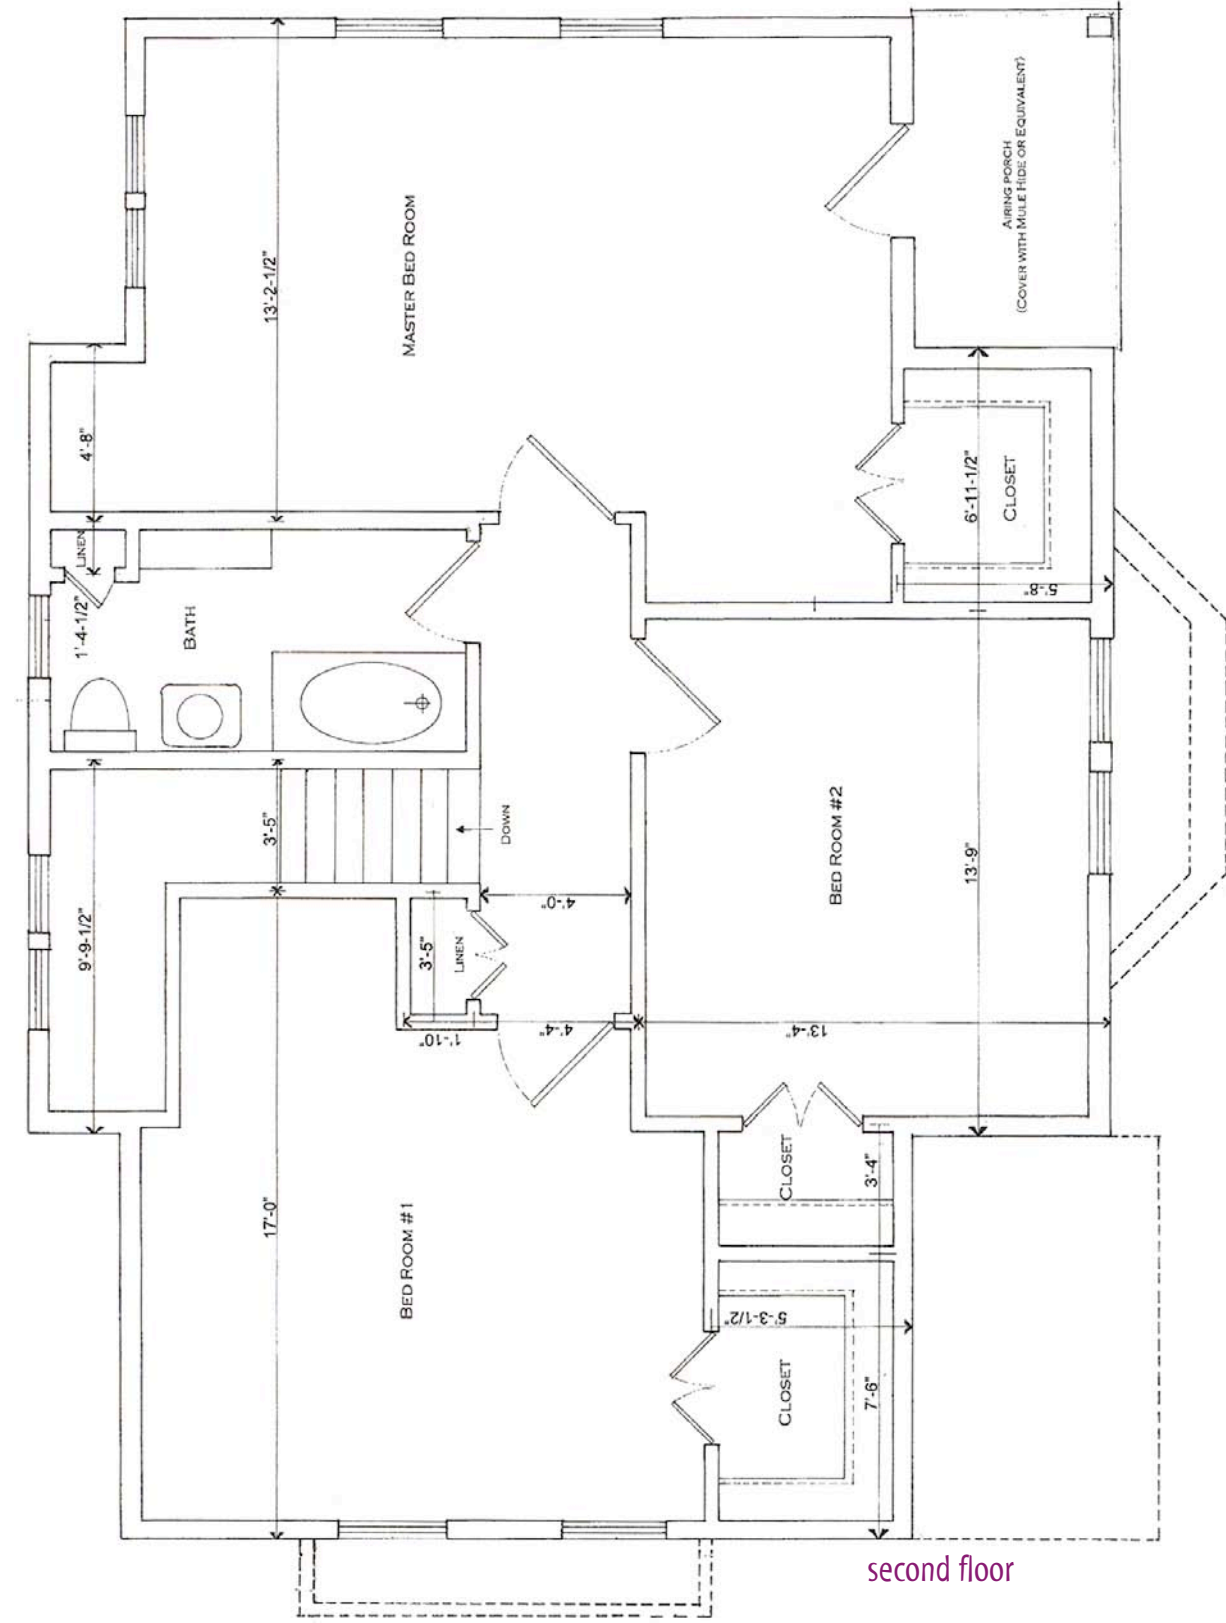 AIRING PORCH
(COVER WITH MULE HIDE OR EQUIVALENT)
MASTER BED ROOM
13'-2-1/2"
4'-8"
6'-11-1/2"
CLOSET
5'-8"
LINEN
1'-4-1/2"
BATH
3'-5"
DOWN
BED ROOM #2
13'-9"
9'-9-1/2"
4'-0"
3'-5"
LINEN
1'-10"
4'-4"
13'-4"
CLOSET
3'-4"
17'-0"
BED ROOM #1
5'-3-1/2"
CLOSET
7'-6"
second floor